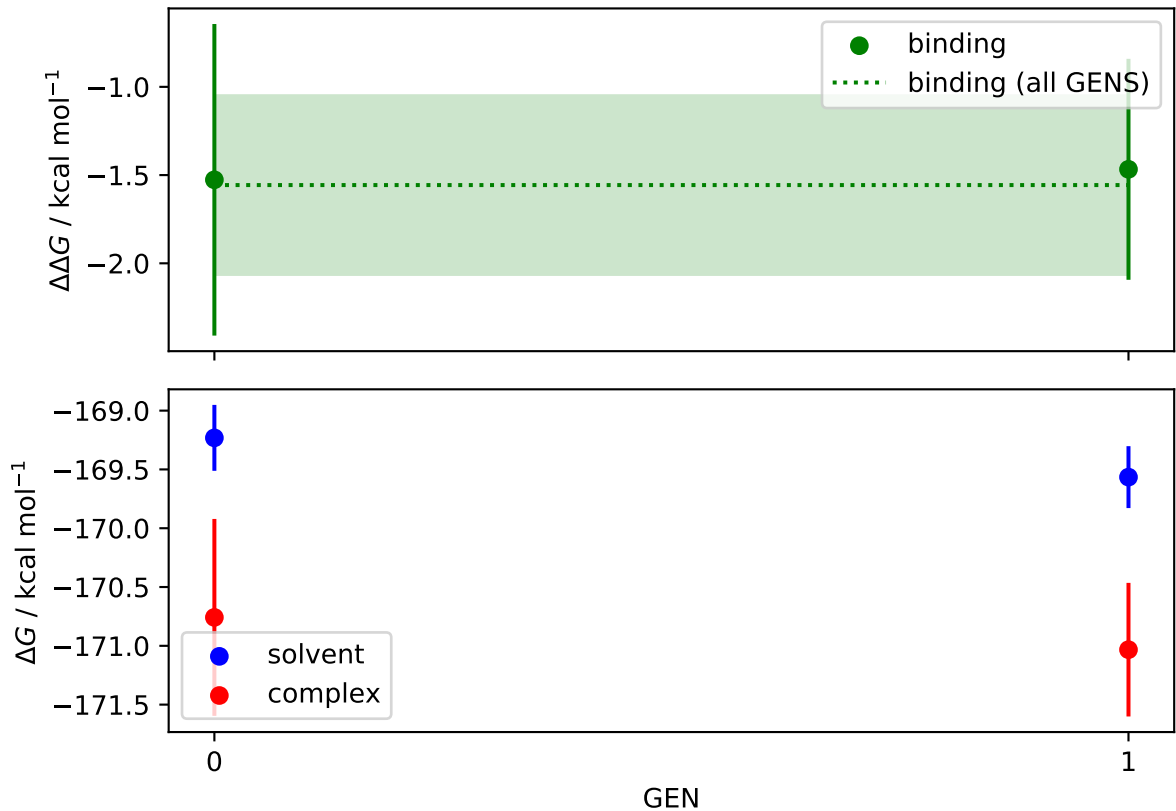 binding
binding (all GENS)
−1.0
−1.5
−2.0
ΔΔG / kcal mol⁻¹
−169.0
−169.5
−170.0
−170.5
−171.0
−171.5
ΔG / kcal mol⁻¹
solvent
complex
0 1
GEN